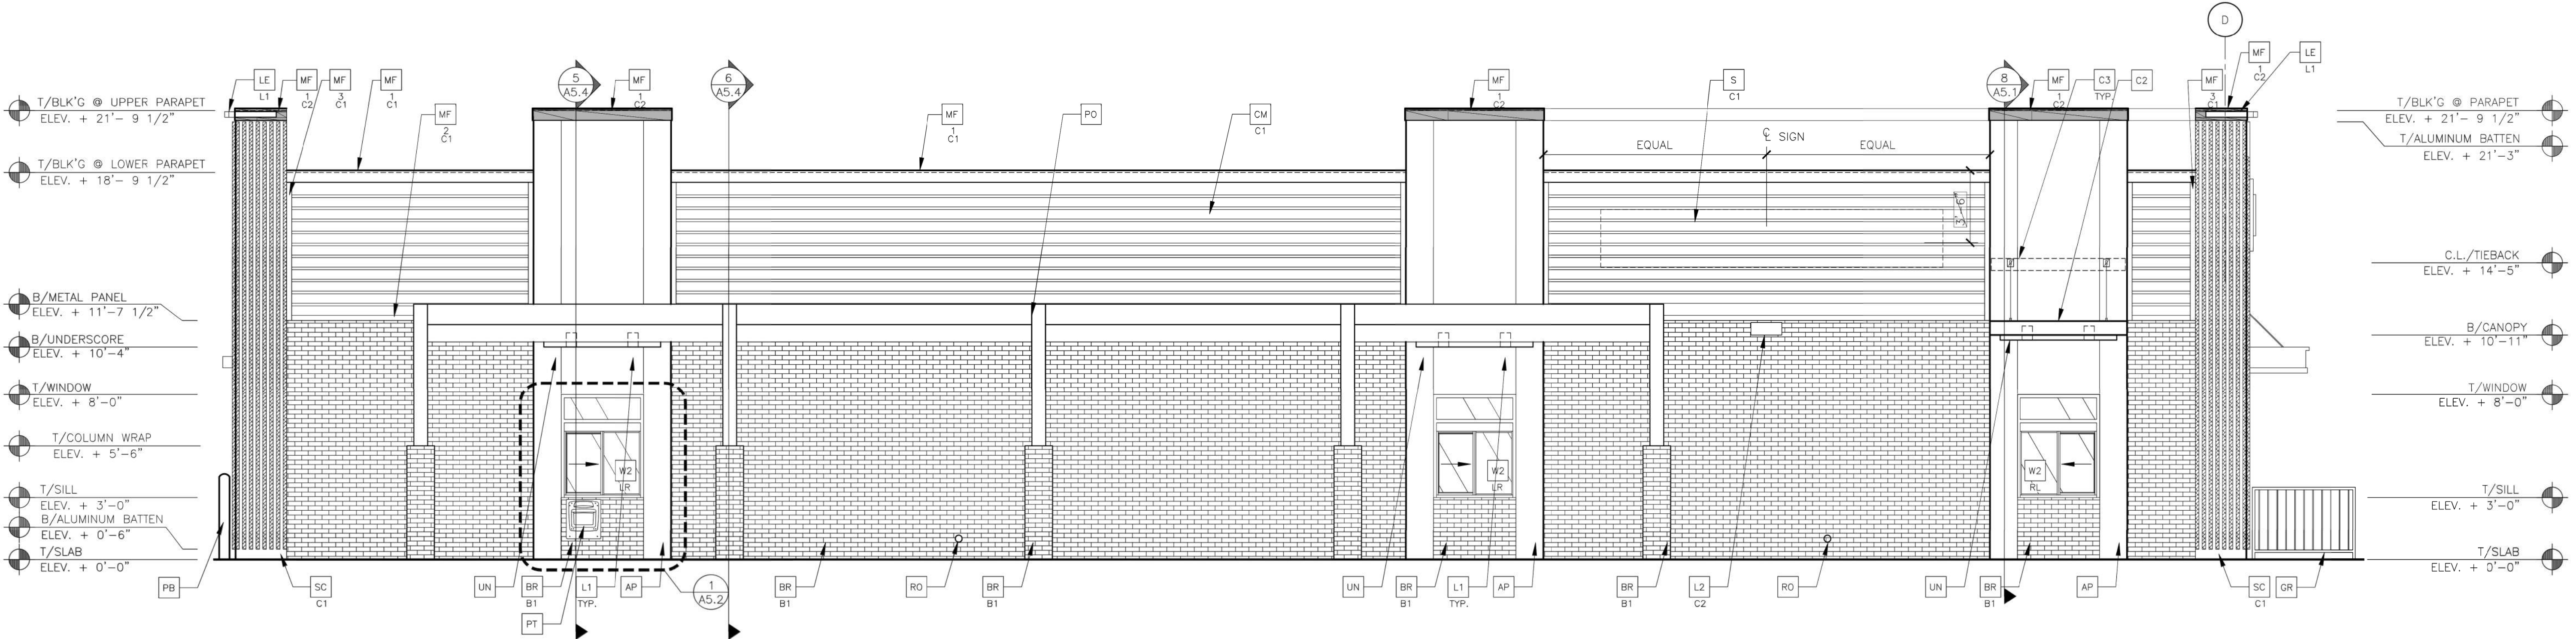 D
LE
L1
MF
1
C2
MF
3
C1
MF
1
C1
MF
2
C1
5
A5.4
MF
1
C2
6
A5.4
MF
1
C1
PO
CM
C1
MF
1
C2
S
C1
8
A5.1
MF
1
C2
C3
TYP.
C2
MF
3
C1
MF
1
C2
LE
L1
T/BLK'G @ UPPER PARAPET
ELEV. + 21'- 9 1/2"
T/BLK'G @ LOWER PARAPET
ELEV. + 18'- 9 1/2"
B/METAL PANEL
ELEV. + 11'-7 1/2"
B/UNDERSCORE
ELEV. + 10'-4"
T/WINDOW
ELEV. + 8'-0"
T/COLUMN WRAP
ELEV. + 5'-6"
T/SILL
ELEV. + 3'-0"
B/ALUMINUM BATTEN
ELEV. + 0'-6"
T/SLAB
ELEV. + 0'-0"
EQUAL
℄ SIGN
EQUAL
3'-6"
W2
LR
W2
LR
W2
RL
T/BLK'G @ PARAPET
ELEV. + 21'- 9 1/2"
T/ALUMINUM BATTEN
ELEV. + 21'-3"
C.L./TIEBACK
ELEV. + 14'-5"
B/CANOPY
ELEV. + 10'-11"
T/WINDOW
ELEV. + 8'-0"
T/SILL
ELEV. + 3'-0"
T/SLAB
ELEV. + 0'-0"
PB
SC
C1
UN
BR
B1
PT
L1
TYP.
AP
1
A5.2
BR
B1
RO
BR
B1
UN
BR
B1
L1
TYP.
AP
BR
B1
L2
C2
RO
UN
BR
B1
AP
SC
C1
GR